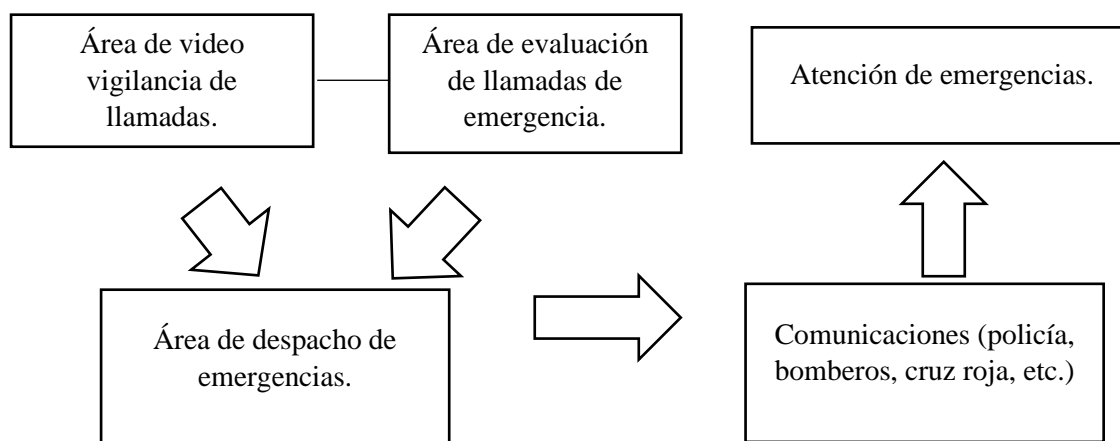 Área de video
vigilancia de
llamadas.
Área de evaluación
de llamadas de
emergencia.
Atención de emergencias.
Área de despacho de
emergencias.
Comunicaciones (policía,
bomberos, cruz roja, etc.)